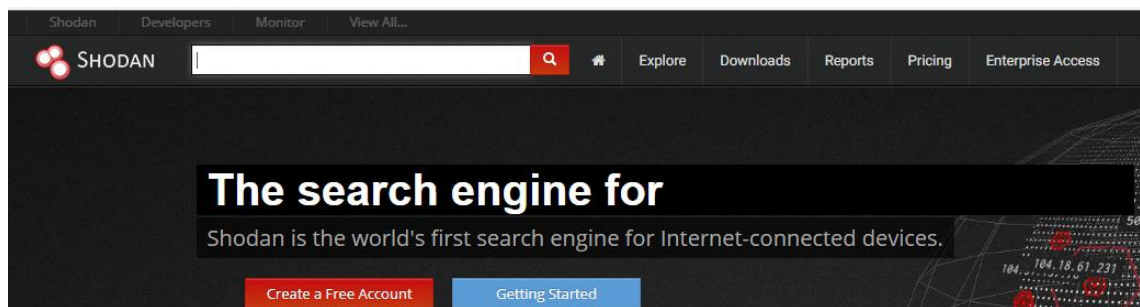 Shodan Developers Monitor View All...
SHODAN Explore Downloads Reports Pricing Enterprise Access
The search engine for
Shodan is the world's first search engine for Internet-connected devices.
Create a Free Account Getting Started
104.18.61.231